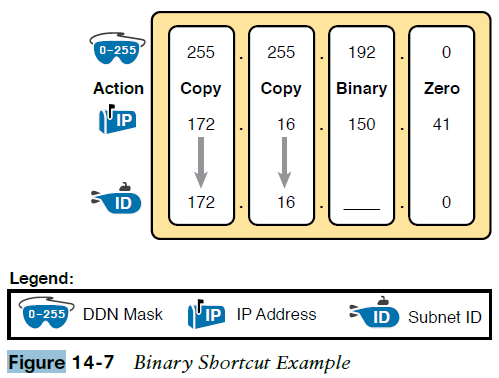 0-255 255 . 255 . 192 . 0
Action Copy Copy Binary Zero
IP 172 . 16 . 150 . 41
ID 172 . 16 . ____ . 0
Legend:
0-255 DDN Mask IP IP Address ID Subnet ID
Figure 14-7 Binary Shortcut Example